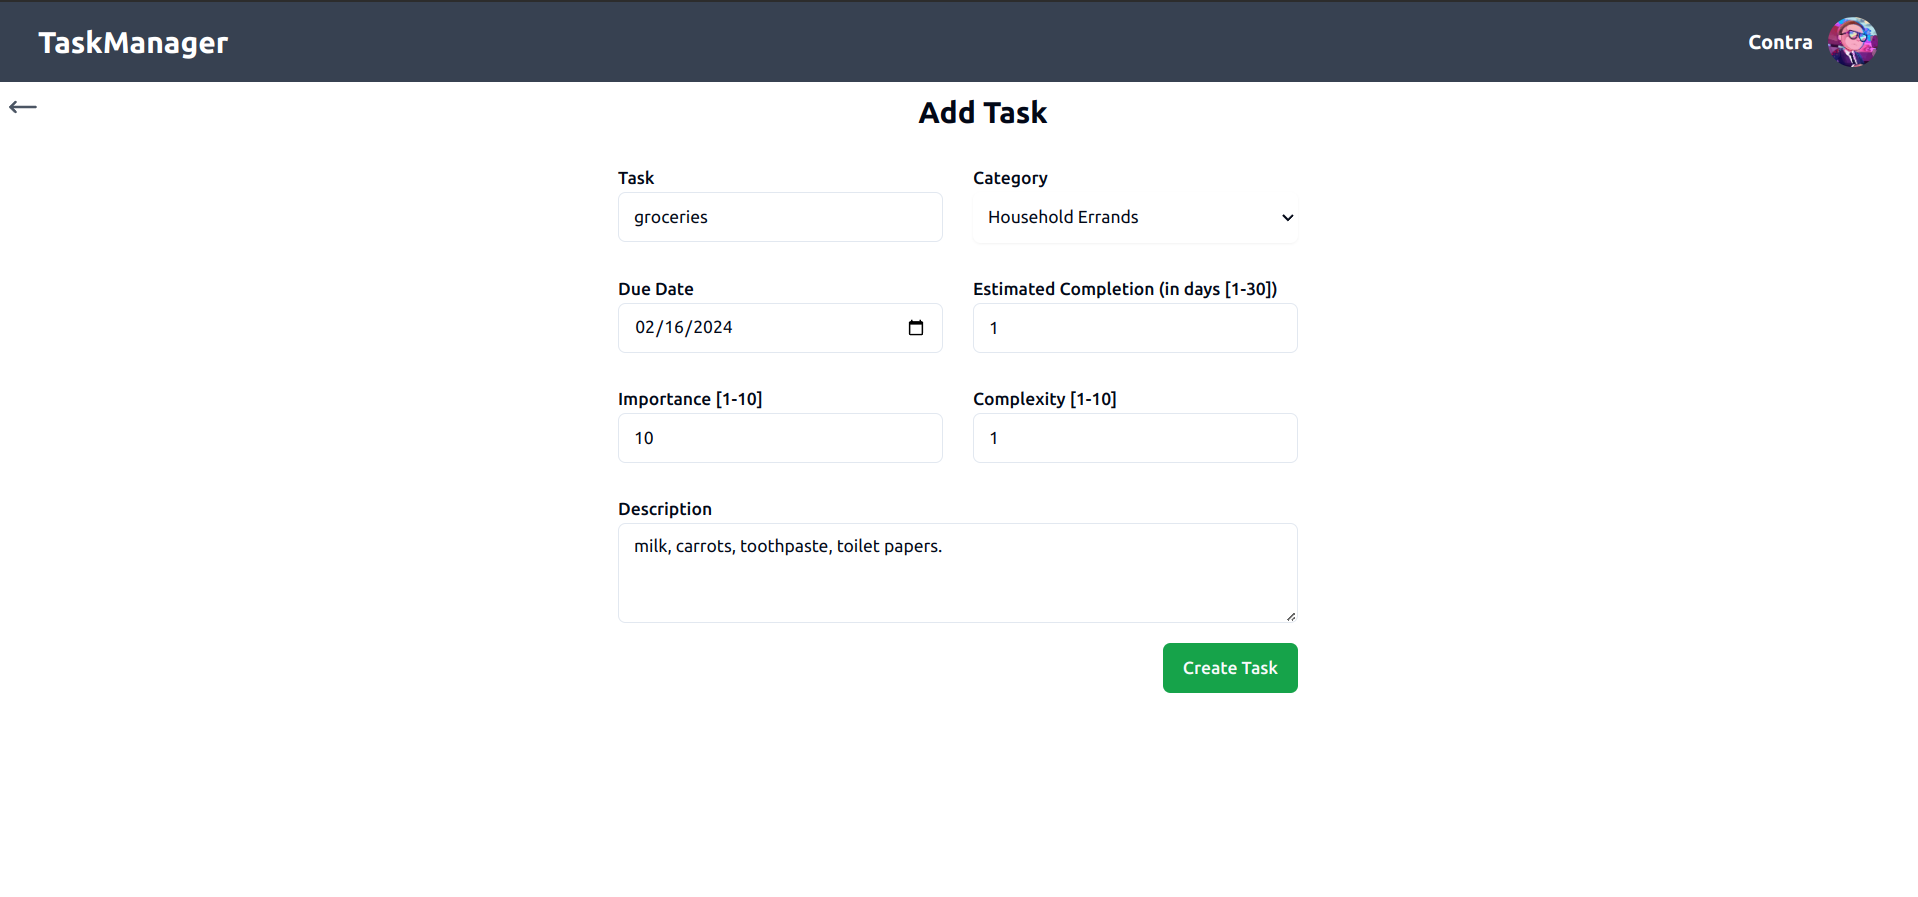 TaskManager
Contra
Add Task
Task
Category
groceries
Household Errands
Due Date
Estimated Completion (in days [1-30])
02/16/2024
1
Importance [1-10]
Complexity [1-10]
10
1
Description
milk, carrots, toothpaste, toilet papers.
Create Task